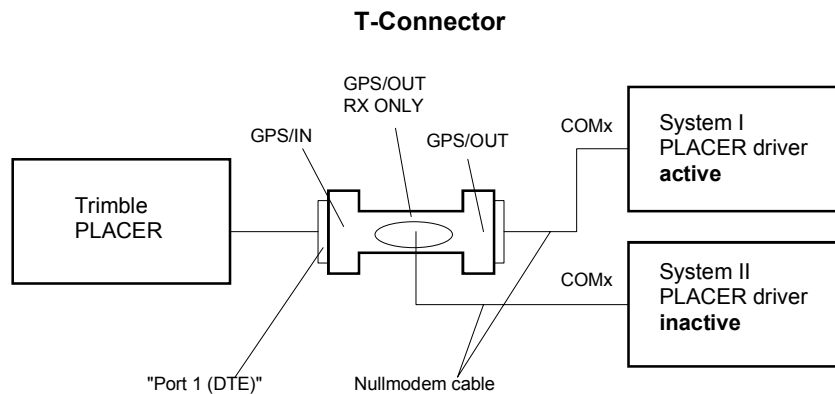 T-Connector
GPS/OUT
RX ONLY
GPS/IN
GPS/OUT
COMx
System I
PLACER driver
active
Trimble
PLACER
COMx
System II
PLACER driver
inactive
"Port 1 (DTE)"
Nullmodem cable